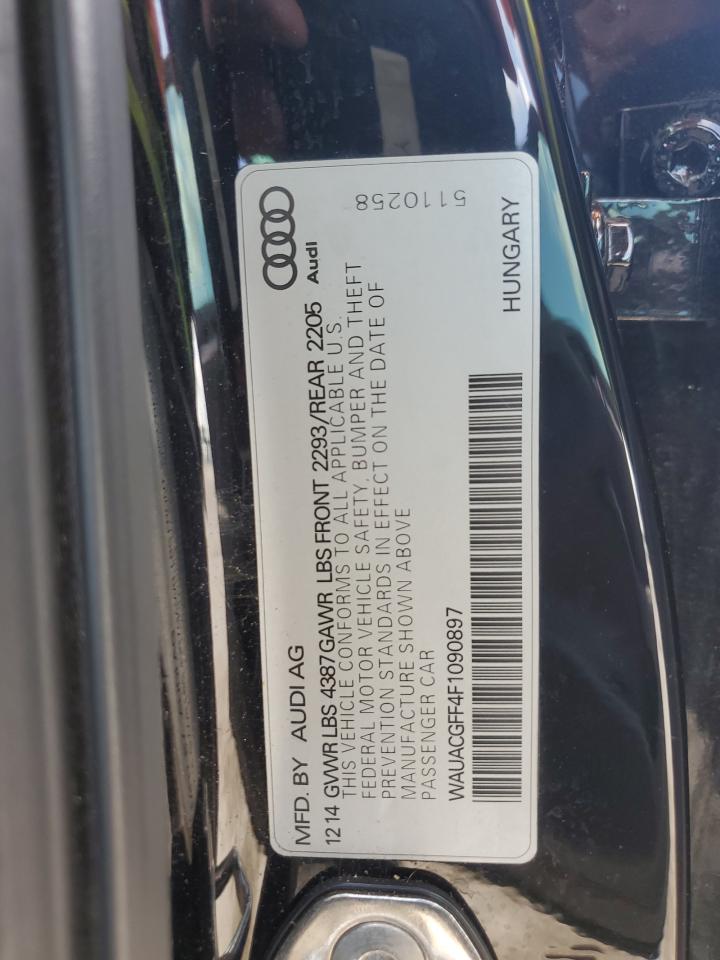 MFD. BY AUDI AG
12 14 GVWR LBS 4387 GAWR LBS FRONT 2293/REAR 2205
THIS VEHICLE CONFORMS TO ALL APPLICABLE U.S.
FEDERAL MOTOR VEHICLE SAFETY, BUMPER AND THEFT
PREVENTION STANDARDS IN EFFECT ON THE DATE OF
MANUFACTURE SHOWN ABOVE
PASSENGER CAR
WAUACGFF4F1090897
Audi
5110258
HUNGARY